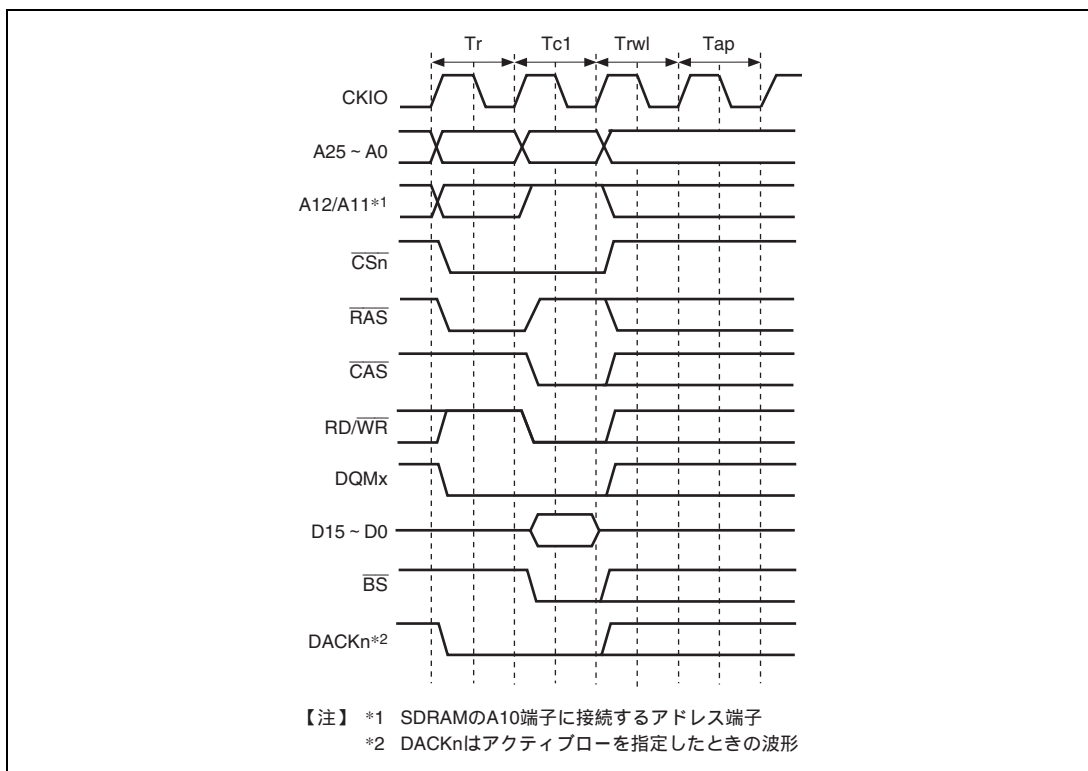 Tr Tc1 Trwl Tap
CKIO
A25 ~ A0
A12/A11*1
CSn
RAS
CAS
RD/WR
DQMx
D15 ~ D0
BS
DACKn*2
【注】 *1 SDRAMのA10端子に接続するアドレス端子
*2 DACKnはアクティブローを指定したときの波形